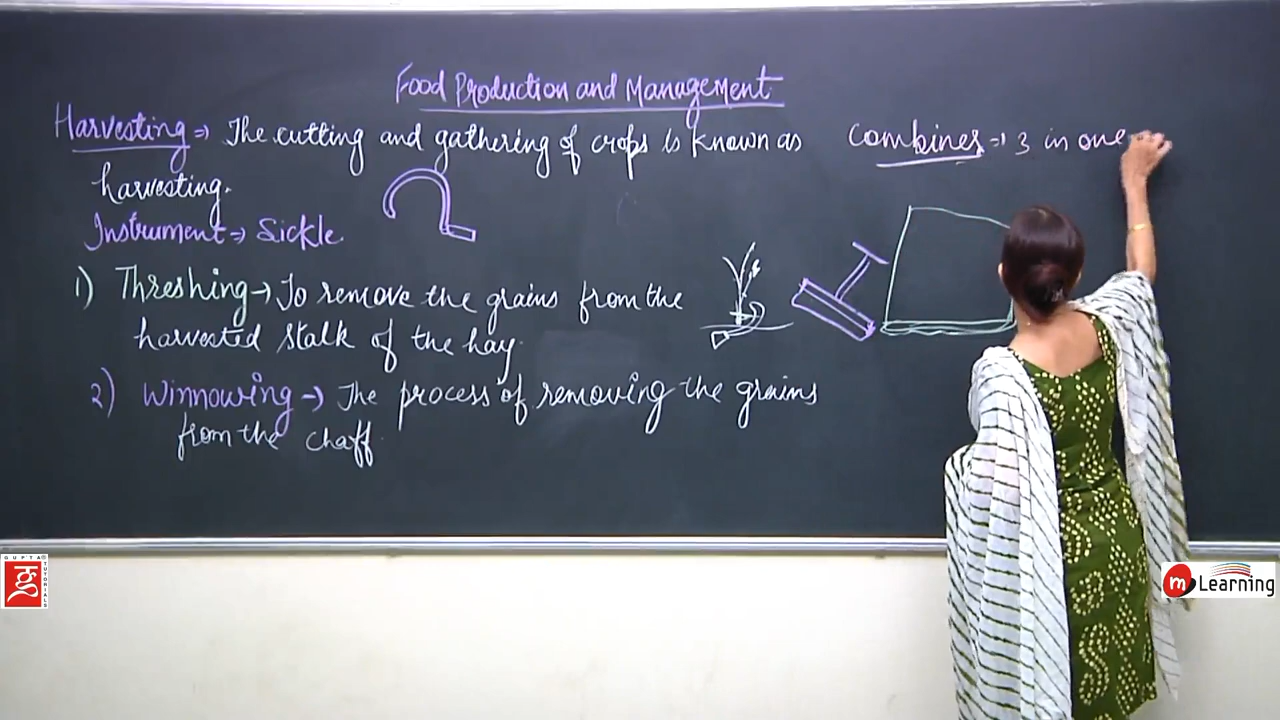 Food Production and Management
Harvesting ⇒ The cutting and gathering of crops is known as
harvesting.
Instrument → Sickle.
1) Threshing → To remove the grains from the
harvested stalk of the hay.
2) Winnowing → The process of removing the grains
from the chaff.
Combines ⇒ 3 in one
GUPTA TUTORIALS
m Learning